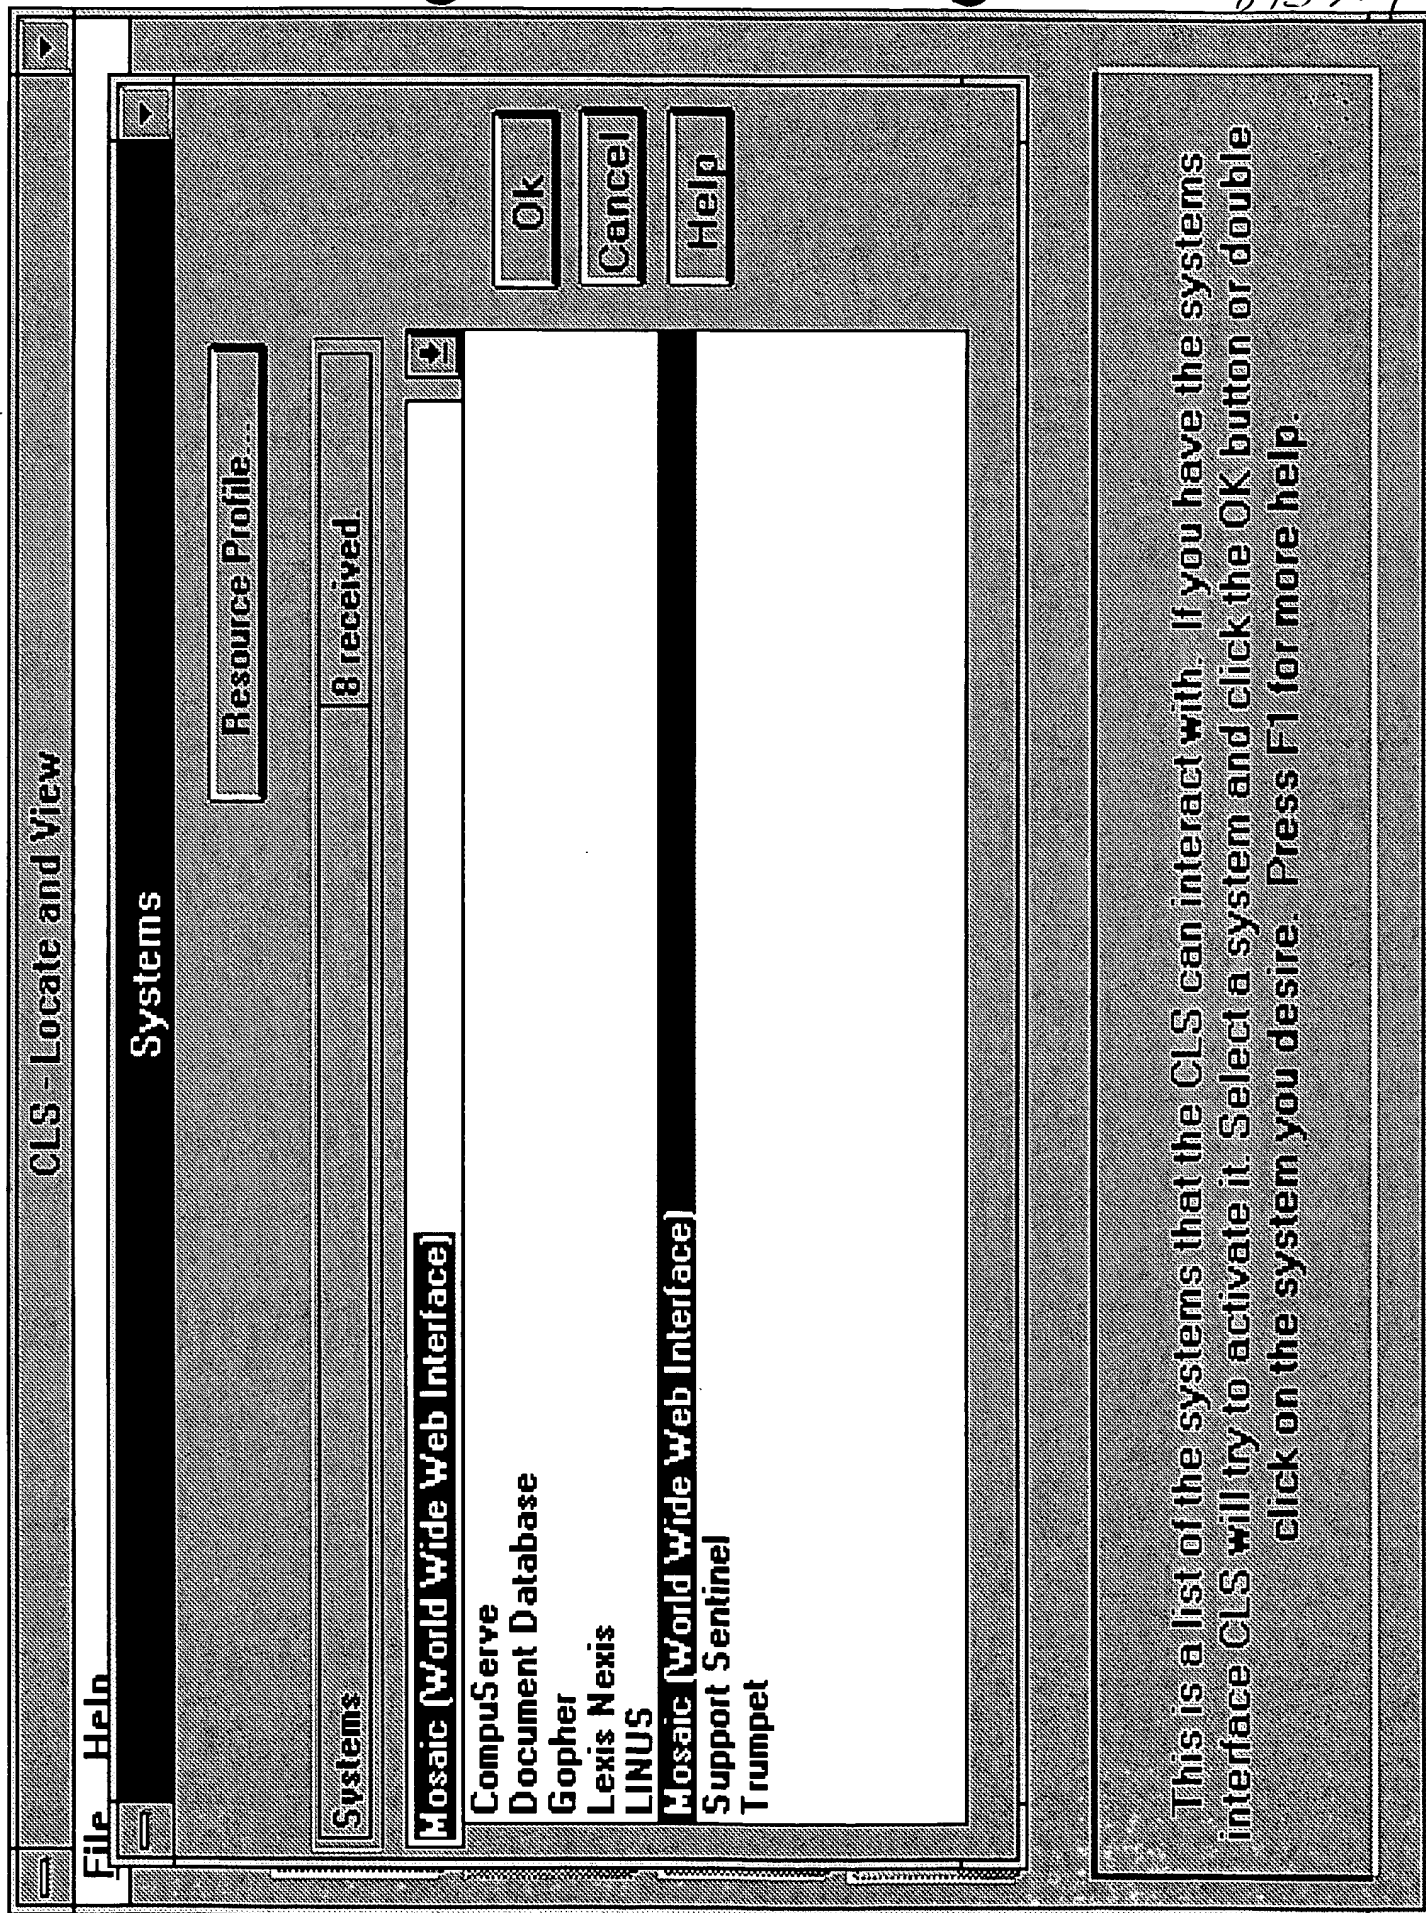 CLS - Locate and View
File Help
Systems
Resource Profile...
Systems 8 received.
Mosaic (World Wide Web Interface)
CompuServe
Document Database
Gopher
Lexis Nexis
LINUS
Mosaic (World Wide Web Interface)
Support Sentinel
Trumpet
Ok
Cancel
Help
This is a list of the systems that the CLS can interact with. If you have the systems
interface CLS will try to activate it. Select a system and click the OK button or double
click on the system you desire. Press F1 for more help.